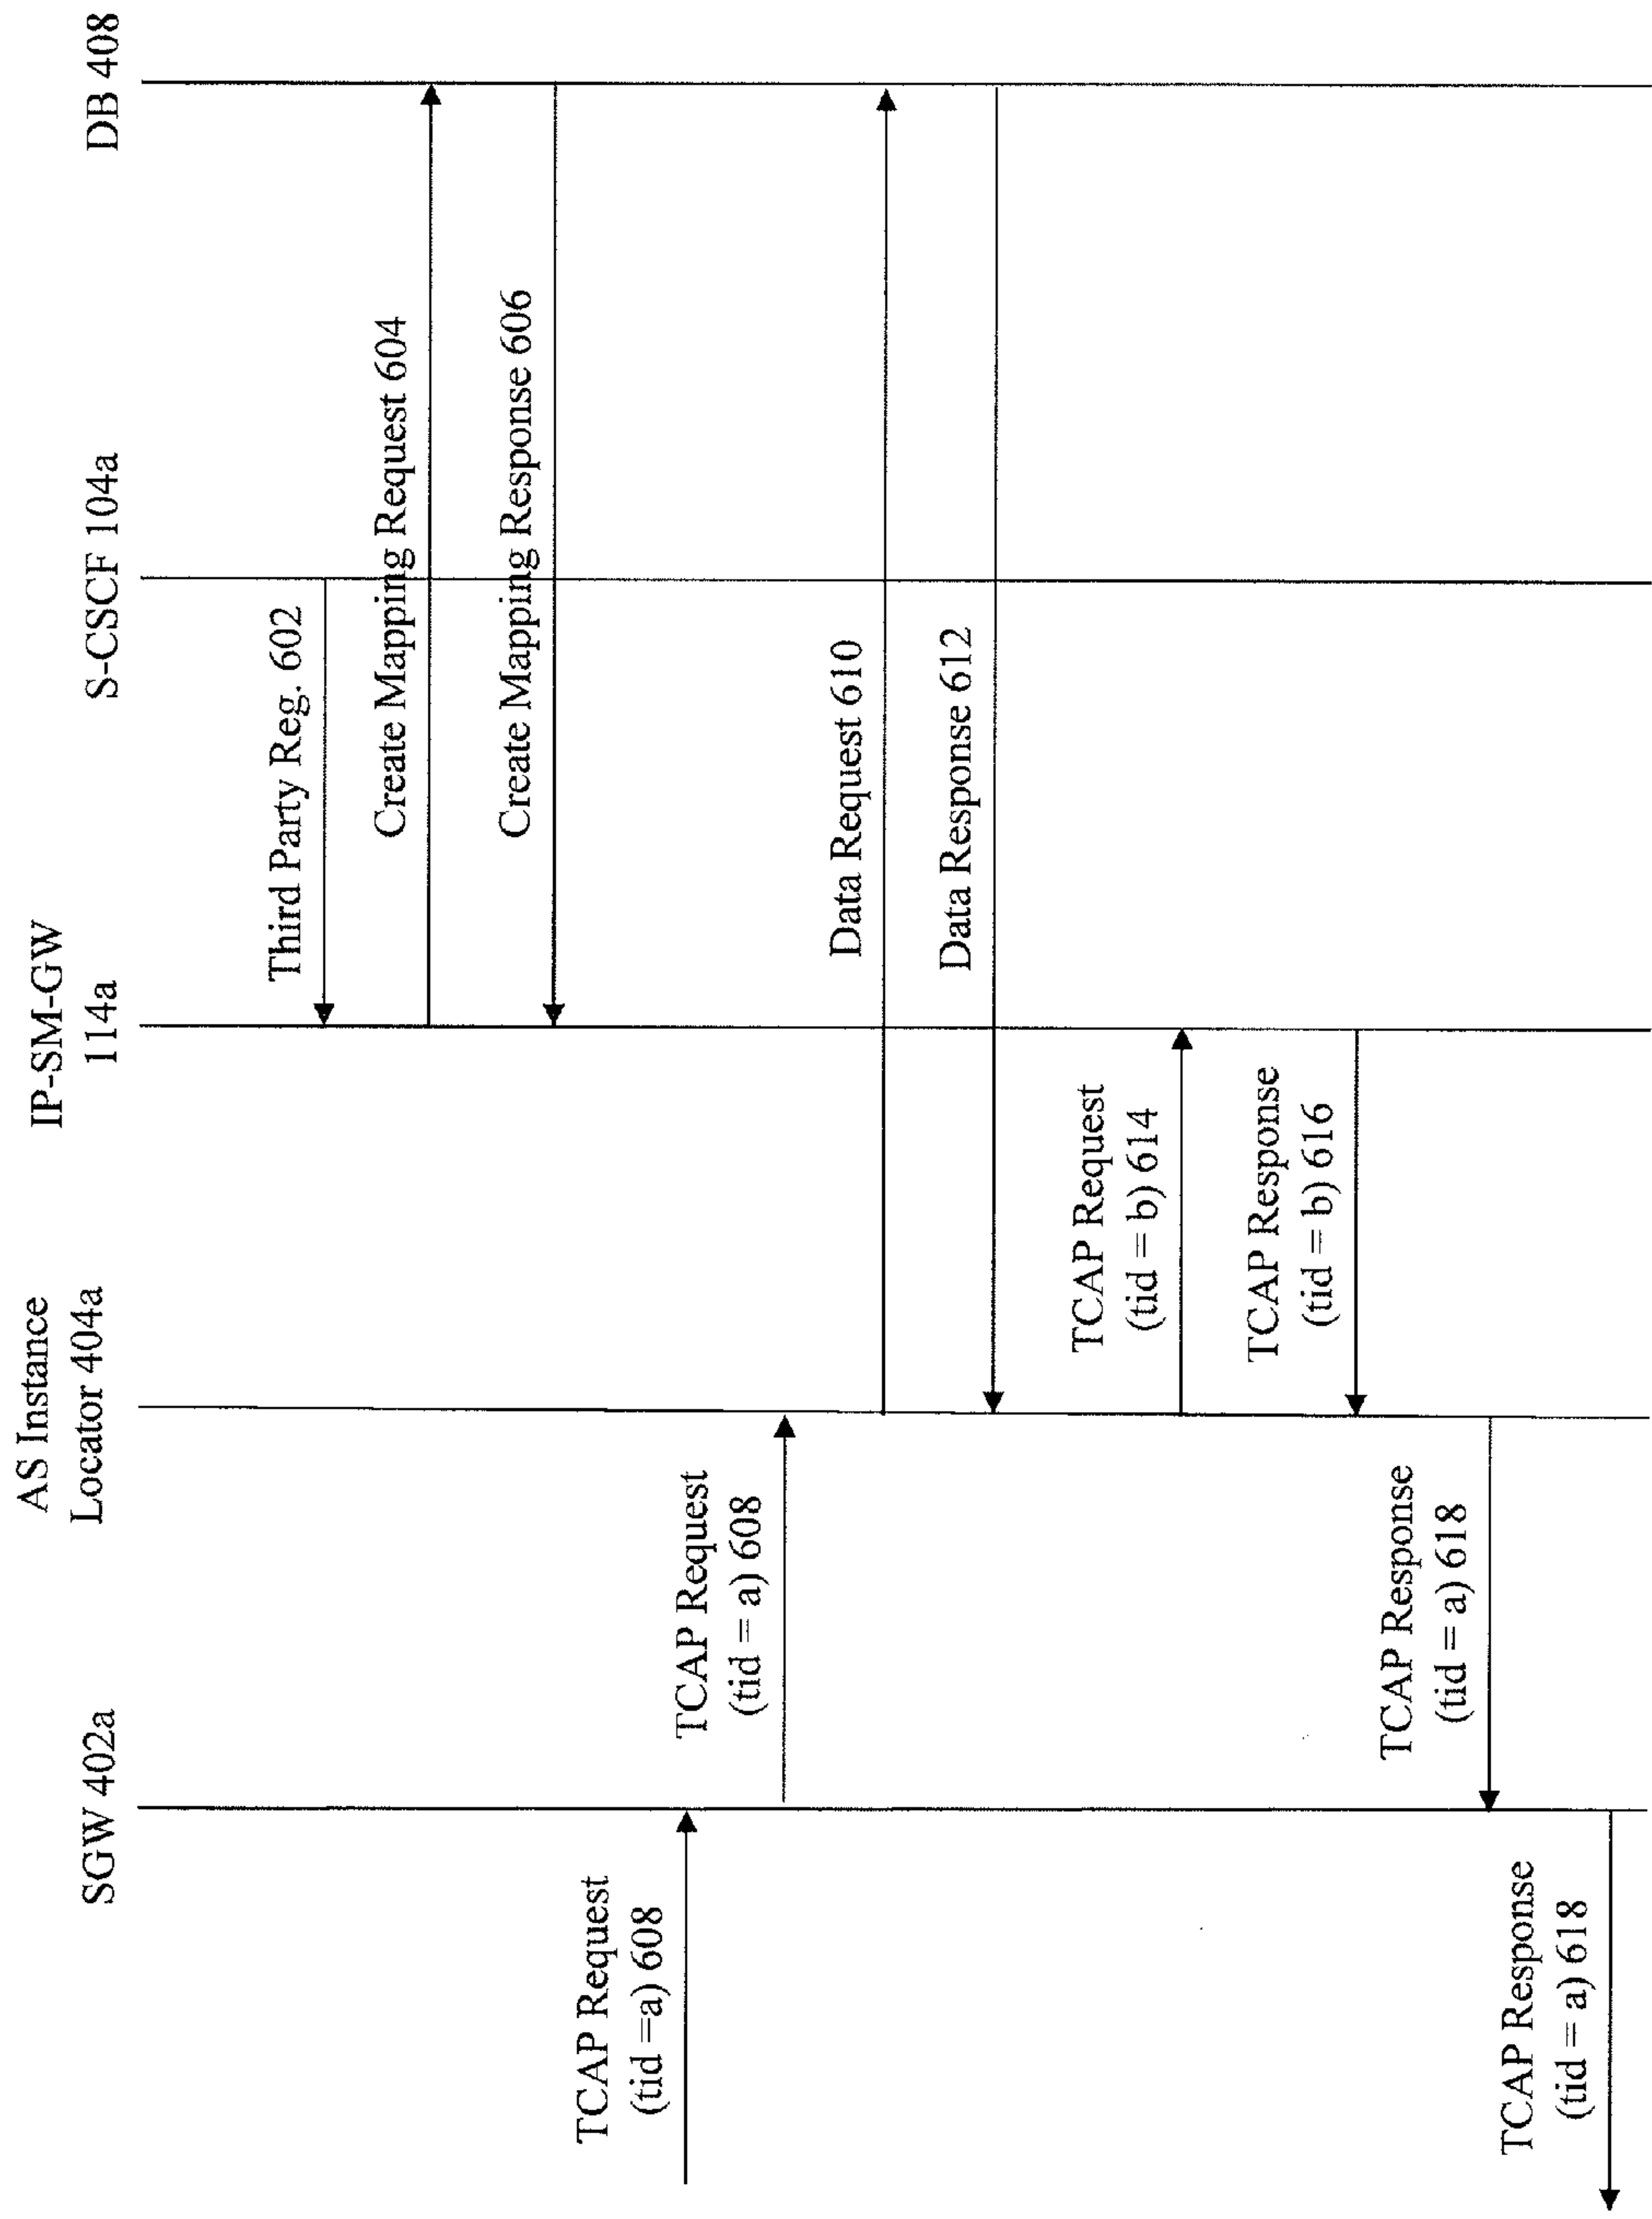 SGW 402a
AS Instance
Locator 404a
IP-SM-GW
114a
S-CSCF 104a
DB 408
Third Party Reg. 602
Create Mapping Request 604
Create Mapping Response 606
TCAP Request
(tid =a) 608
TCAP Request
(tid = a) 608
Data Request 610
Data Response 612
TCAP Request
(tid = b) 614
TCAP Response
(tid = b) 616
TCAP Response
(tid = a) 618
TCAP Response
(tid = a) 618